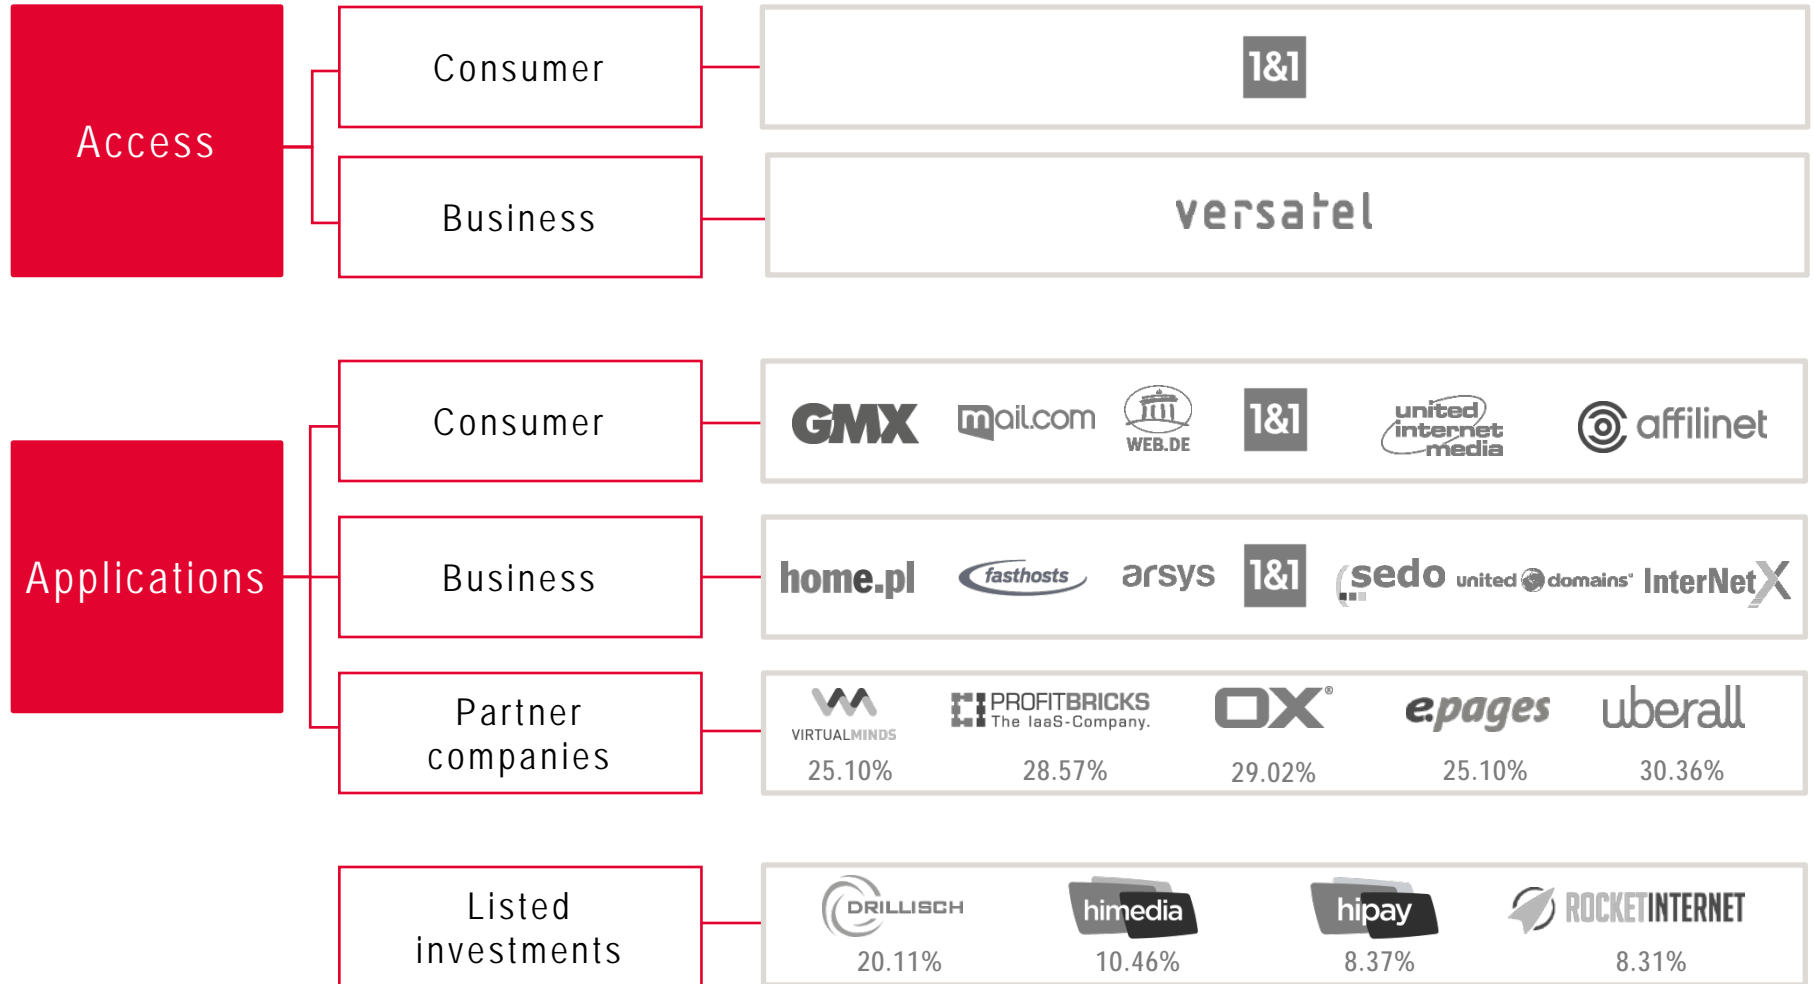 Access
Consumer
1&1
Business
versatel
Applications
Consumer
GMX
mail.com
WEB.DE
1&1
united
internet
media
affilinet
Business
home.pl
fasthosts
arsys
1&1
sedo
united domains®
InterNetX
Partner
companies
VIRTUALMINDS
25.10%
PROFITBRICKS
The IaaS-Company.
28.57%
OX®
29.02%
epages
25.10%
uberall
30.36%
Listed
investments
DRILLISCH
20.11%
himedia
10.46%
hipay
8.37%
ROCKETINTERNET
8.31%